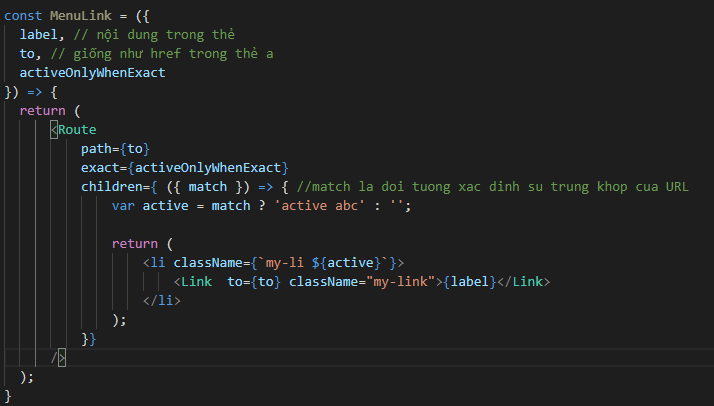 const MenuLink = ({
  label, // nội dung trong thẻ
  to, // giống như href trong thẻ a
  activeOnlyWhenExact
}) => {
  return (
      <Route
          path={to}
          exact={activeOnlyWhenExact}
          children={ ({ match }) => { //match la doi tuong xac dinh su trung khop cua URL
              var active = match ? 'active abc' : '';
              return (
                  <li className={`my-li ${active}`}>
                      <Link  to={to} className="my-link">{label}</Link>
                  </li>
              );
          }}
      />
  );
}